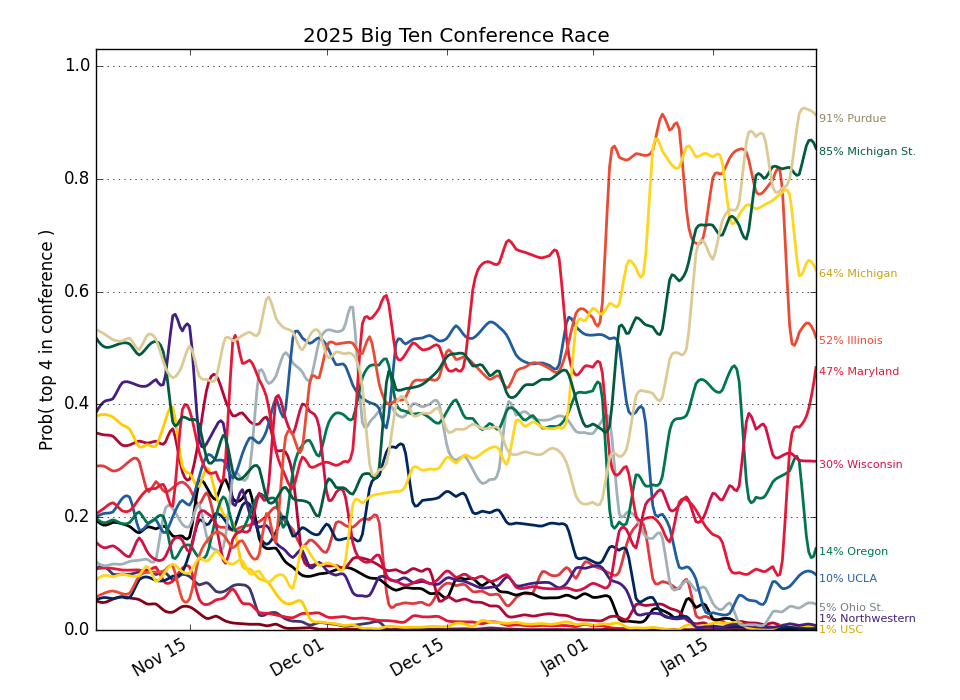 2025 Big Ten Conference Race
Prob( top 4 in conference )
1.0
0.8
0.6
0.4
0.2
0.0
Nov 15
Dec 01
Dec 15
Jan 01
Jan 15
91% Purdue
85% Michigan St.
64% Michigan
52% Illinois
47% Maryland
30% Wisconsin
14% Oregon
10% UCLA
5% Ohio St.
1% Northwestern
1% USC